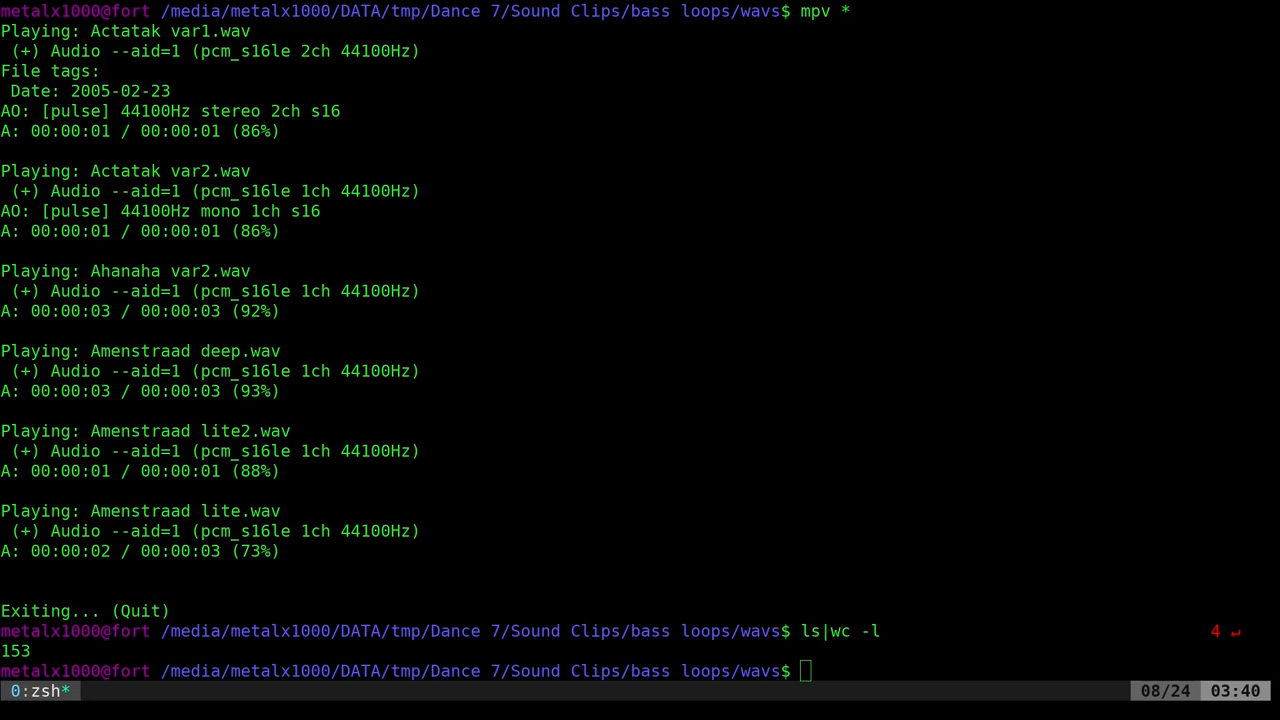 metalx1000@fort /media/metalx1000/DATA/tmp/Dance 7/Sound Clips/bass loops/wavs$ mpv *
Playing: Actatak var1.wav
 (+) Audio --aid=1 (pcm_s16le 2ch 44100Hz)
File tags:
 Date: 2005-02-23
AO: [pulse] 44100Hz stereo 2ch s16
A: 00:00:01 / 00:00:01 (86%)
Playing: Actatak var2.wav
 (+) Audio --aid=1 (pcm_s16le 1ch 44100Hz)
AO: [pulse] 44100Hz mono 1ch s16
A: 00:00:01 / 00:00:01 (86%)
Playing: Ahanaha var2.wav
 (+) Audio --aid=1 (pcm_s16le 1ch 44100Hz)
A: 00:00:03 / 00:00:03 (92%)
Playing: Amenstraad deep.wav
 (+) Audio --aid=1 (pcm_s16le 1ch 44100Hz)
A: 00:00:03 / 00:00:03 (93%)
Playing: Amenstraad lite2.wav
 (+) Audio --aid=1 (pcm_s16le 1ch 44100Hz)
A: 00:00:01 / 00:00:01 (88%)
Playing: Amenstraad lite.wav
 (+) Audio --aid=1 (pcm_s16le 1ch 44100Hz)
A: 00:00:02 / 00:00:03 (73%)
Exiting... (Quit)
metalx1000@fort /media/metalx1000/DATA/tmp/Dance 7/Sound Clips/bass loops/wavs$ ls|wc -l 4 ↵
153
metalx1000@fort /media/metalx1000/DATA/tmp/Dance 7/Sound Clips/bass loops/wavs$
0:zsh* 08/24 03:40